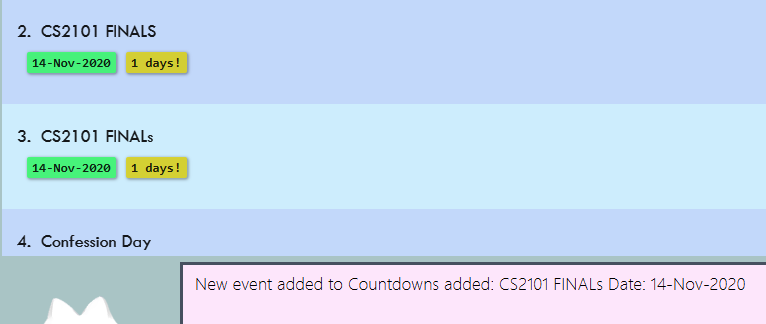 2. CS2101 FINALS
14-Nov-2020 1 days!
3. CS2101 FINALs
14-Nov-2020 1 days!
4. Confession Day
New event added to Countdowns added: CS2101 FINALs Date: 14-Nov-2020